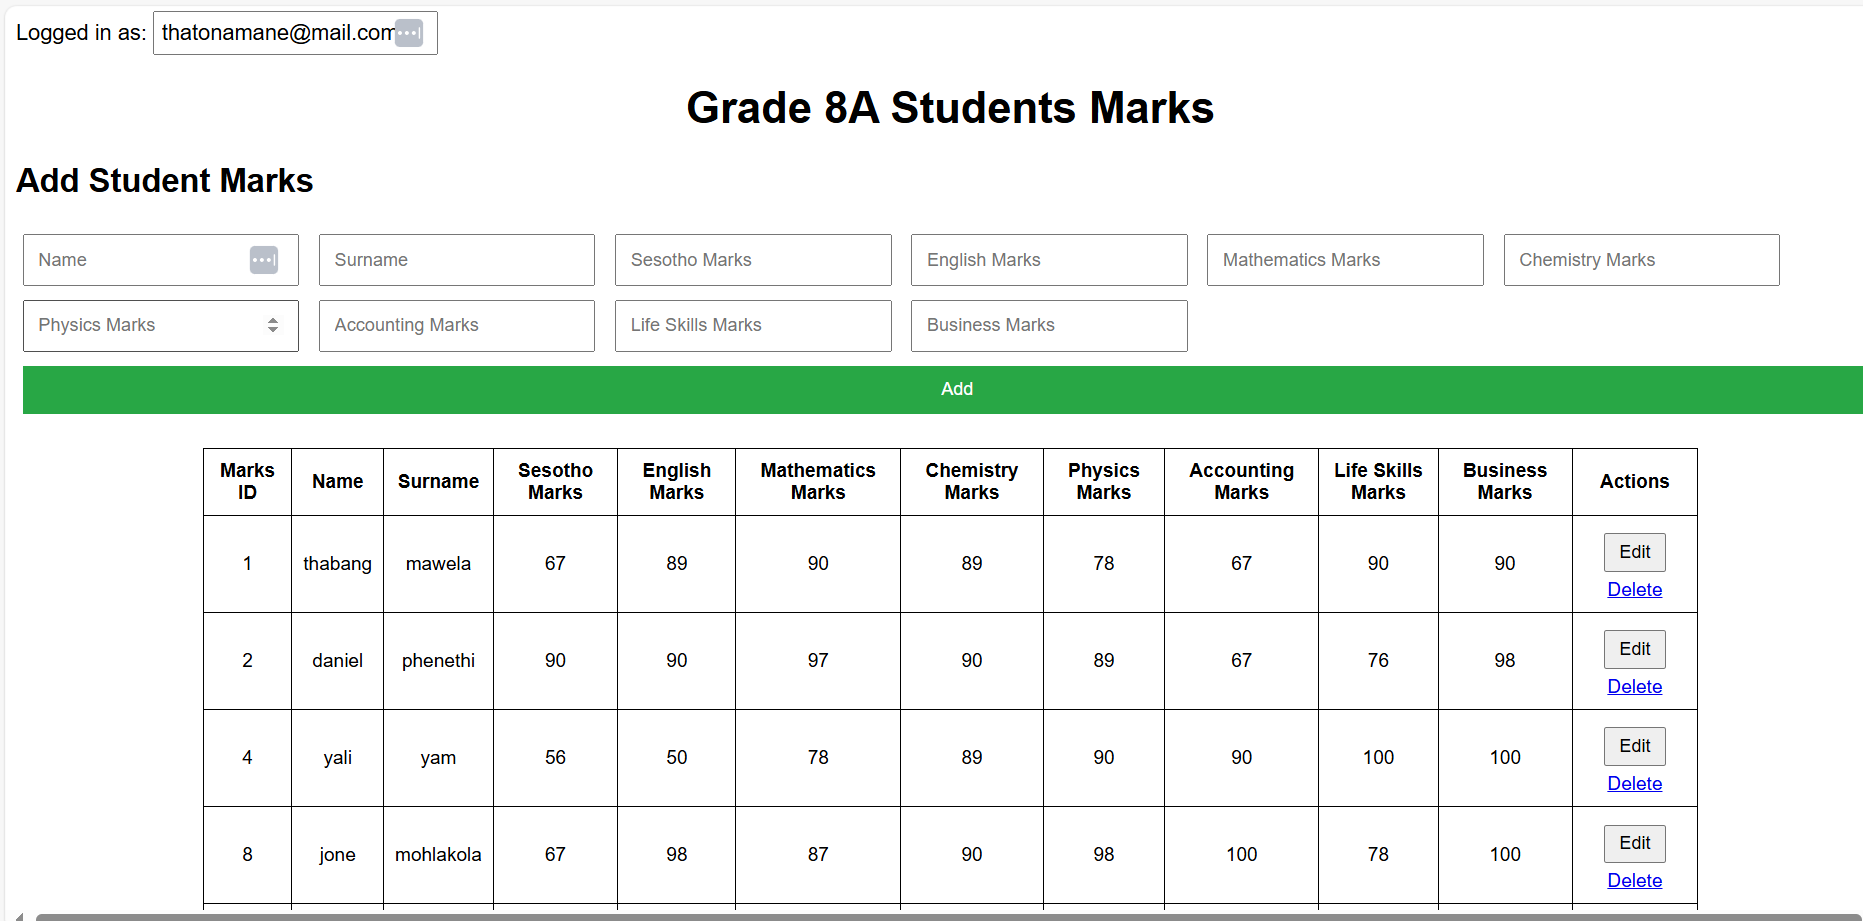 Logged in as: thatonamane@mail.com
Grade 8A Students Marks
Add Student Marks
Name Surname Sesotho Marks English Marks Mathematics Marks Chemistry Marks
Physics Marks Accounting Marks Life Skills Marks Business Marks
Add
Marks ID Name Surname Sesotho Marks English Marks Mathematics Marks Chemistry Marks Physics Marks Accounting Marks Life Skills Marks Business Marks Actions
1 thabang mawela 67 89 90 89 78 67 90 90 Edit Delete
2 daniel phenethi 90 90 97 90 89 67 76 98 Edit Delete
4 yali yam 56 50 78 89 90 90 100 100 Edit Delete
8 jone mohlakola 67 98 87 90 98 100 78 100 Edit Delete